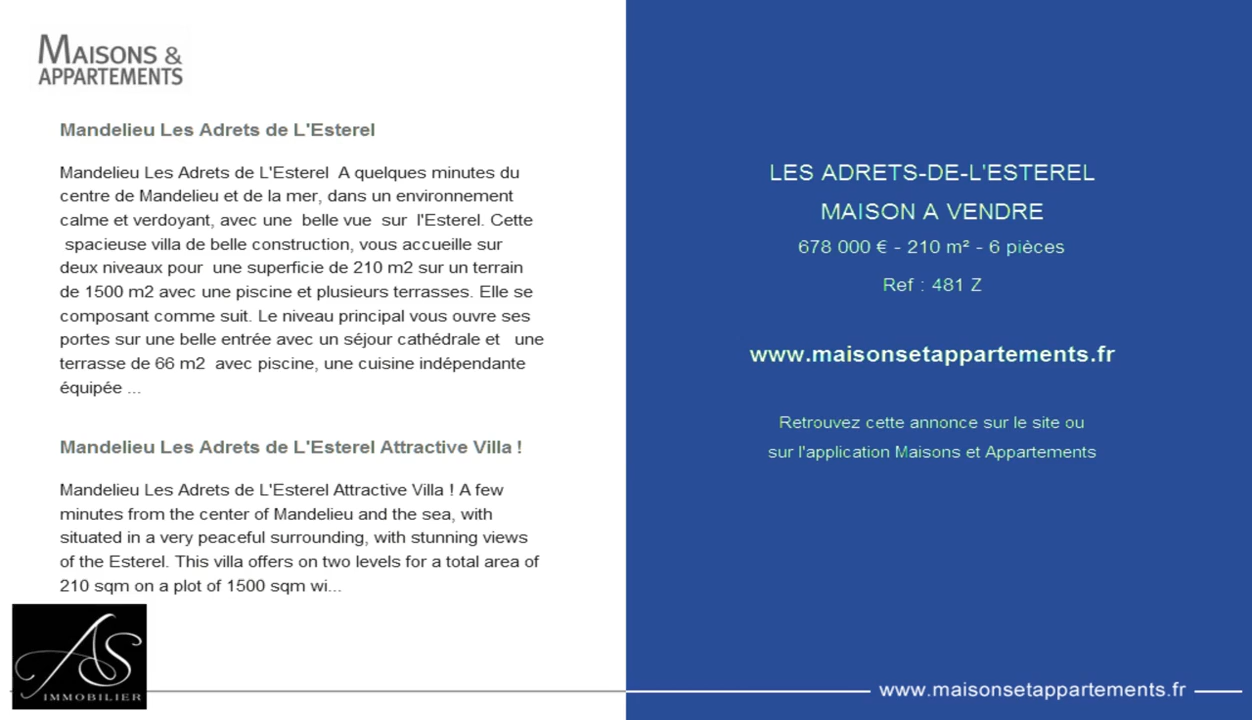 MAISONS &
APPARTEMENTS
Mandelieu Les Adrets de L'Esterel
Mandelieu Les Adrets de L'Esterel  A quelques minutes du
centre de Mandelieu et de la mer, dans un environnement
calme et verdoyant, avec une  belle vue  sur  l'Esterel. Cette
spacieuse villa de belle construction, vous accueille sur
deux niveaux pour  une superficie de 210 m2 sur un terrain
de 1500 m2 avec une piscine et plusieurs terrasses. Elle se
composant comme suit. Le niveau principal vous ouvre ses
portes sur une belle entrée avec un séjour cathédrale et   une
terrasse de 66 m2  avec piscine, une cuisine indépendante
équipée ...
Mandelieu Les Adrets de L'Esterel Attractive Villa !
Mandelieu Les Adrets de L'Esterel Attractive Villa ! A few
minutes from the center of Mandelieu and the sea, with
situated in a very peaceful surrounding, with stunning views
of the Esterel. This villa offers on two levels for a total area of
210 sqm on a plot of 1500 sqm wi...
AS
IMMOBILIER
LES ADRETS-DE-L'ESTEREL
MAISON A VENDRE
678 000 € - 210 m² - 6 pièces
Ref : 481 Z
www.maisonsetappartements.fr
Retrouvez cette annonce sur le site ou
sur l'application Maisons et Appartements
www.maisonsetappartements.fr